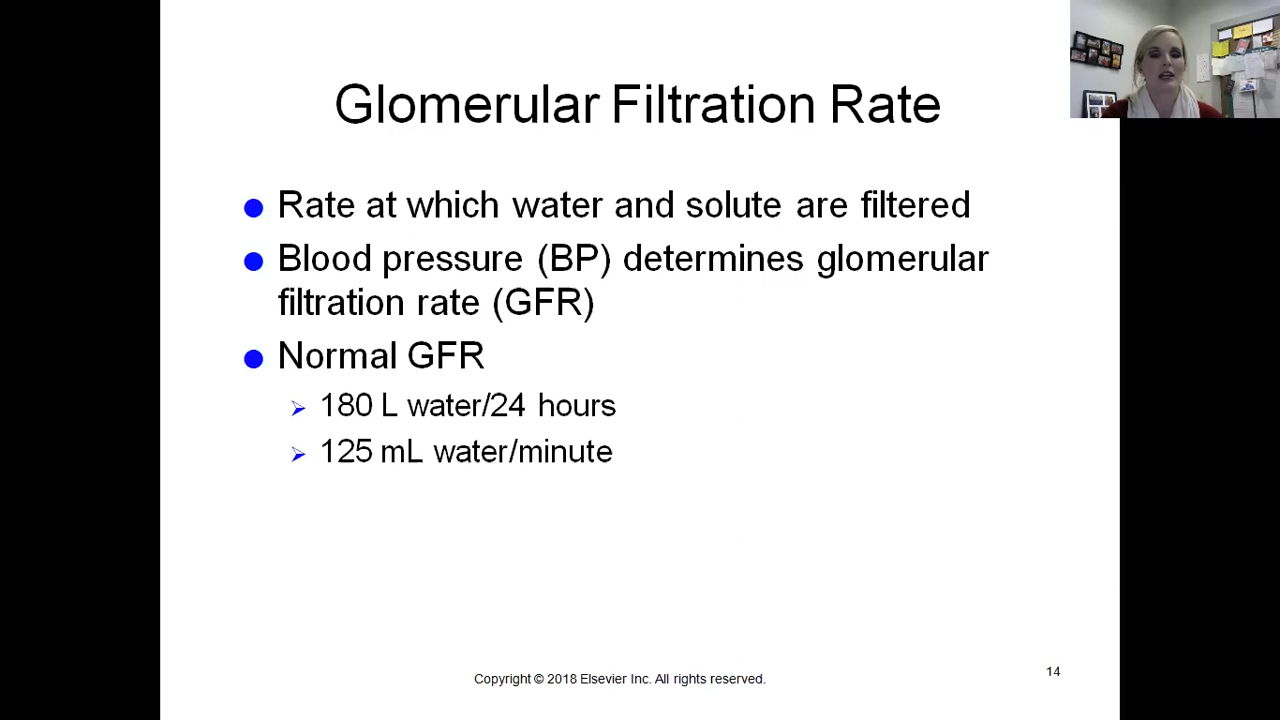 Glomerular Filtration Rate
Rate at which water and solute are filtered
Blood pressure (BP) determines glomerular
filtration rate (GFR)
Normal GFR
180 L water/24 hours
125 mL water/minute
Copyright © 2018 Elsevier Inc. All rights reserved.
14